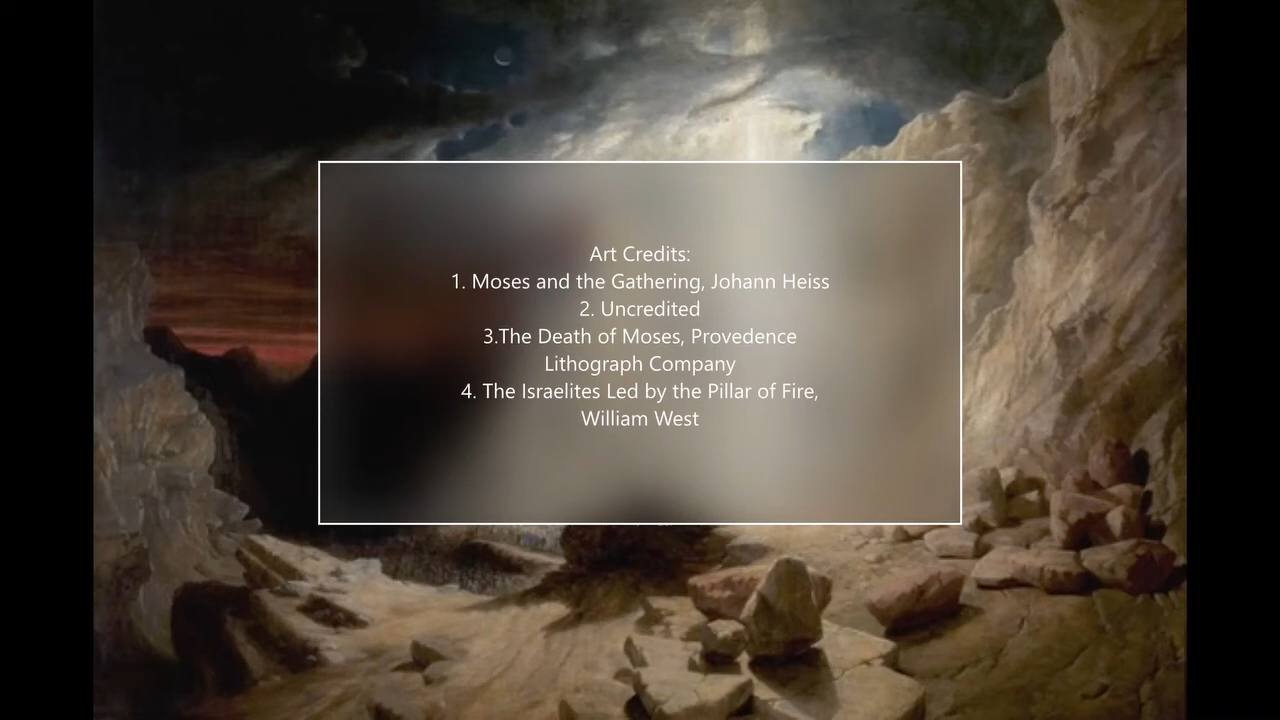 Art Credits:
1. Moses and the Gathering, Johann Heiss
2. Uncredited
3.The Death of Moses, Provedence
Lithograph Company
4. The Israelites Led by the Pillar of Fire,
William West